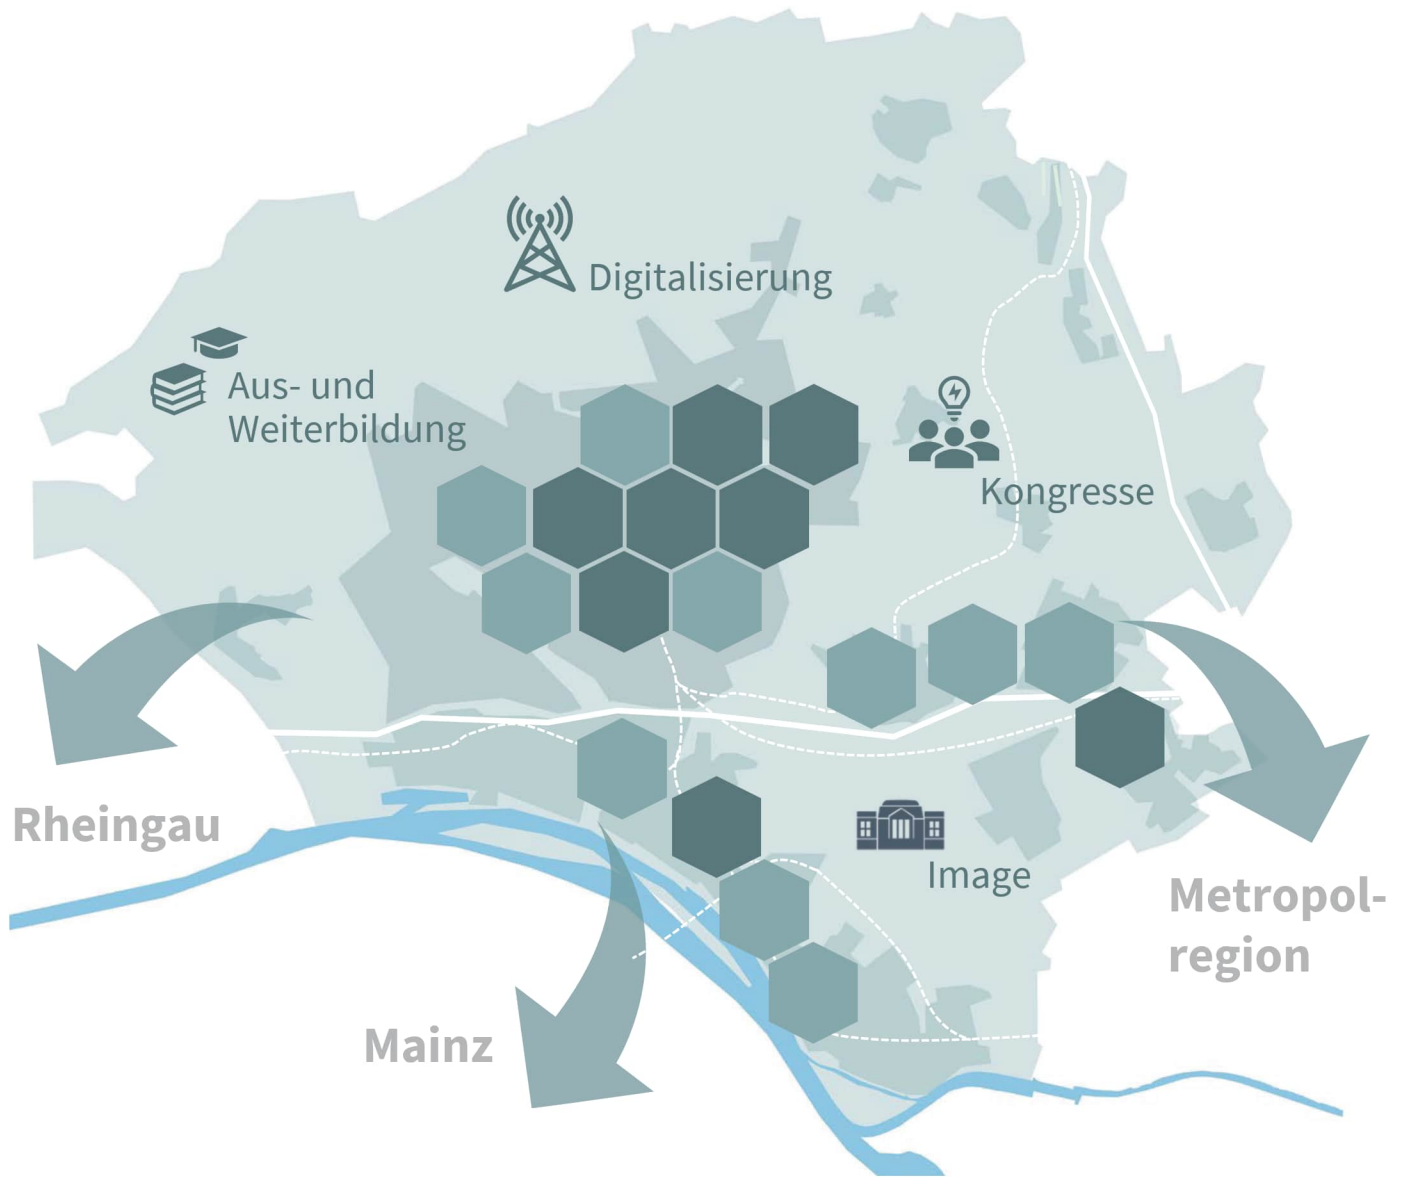 Digitalisierung
Aus- und
Weiterbildung
Kongresse
Rheingau
Image
Metropol-
region
Mainz